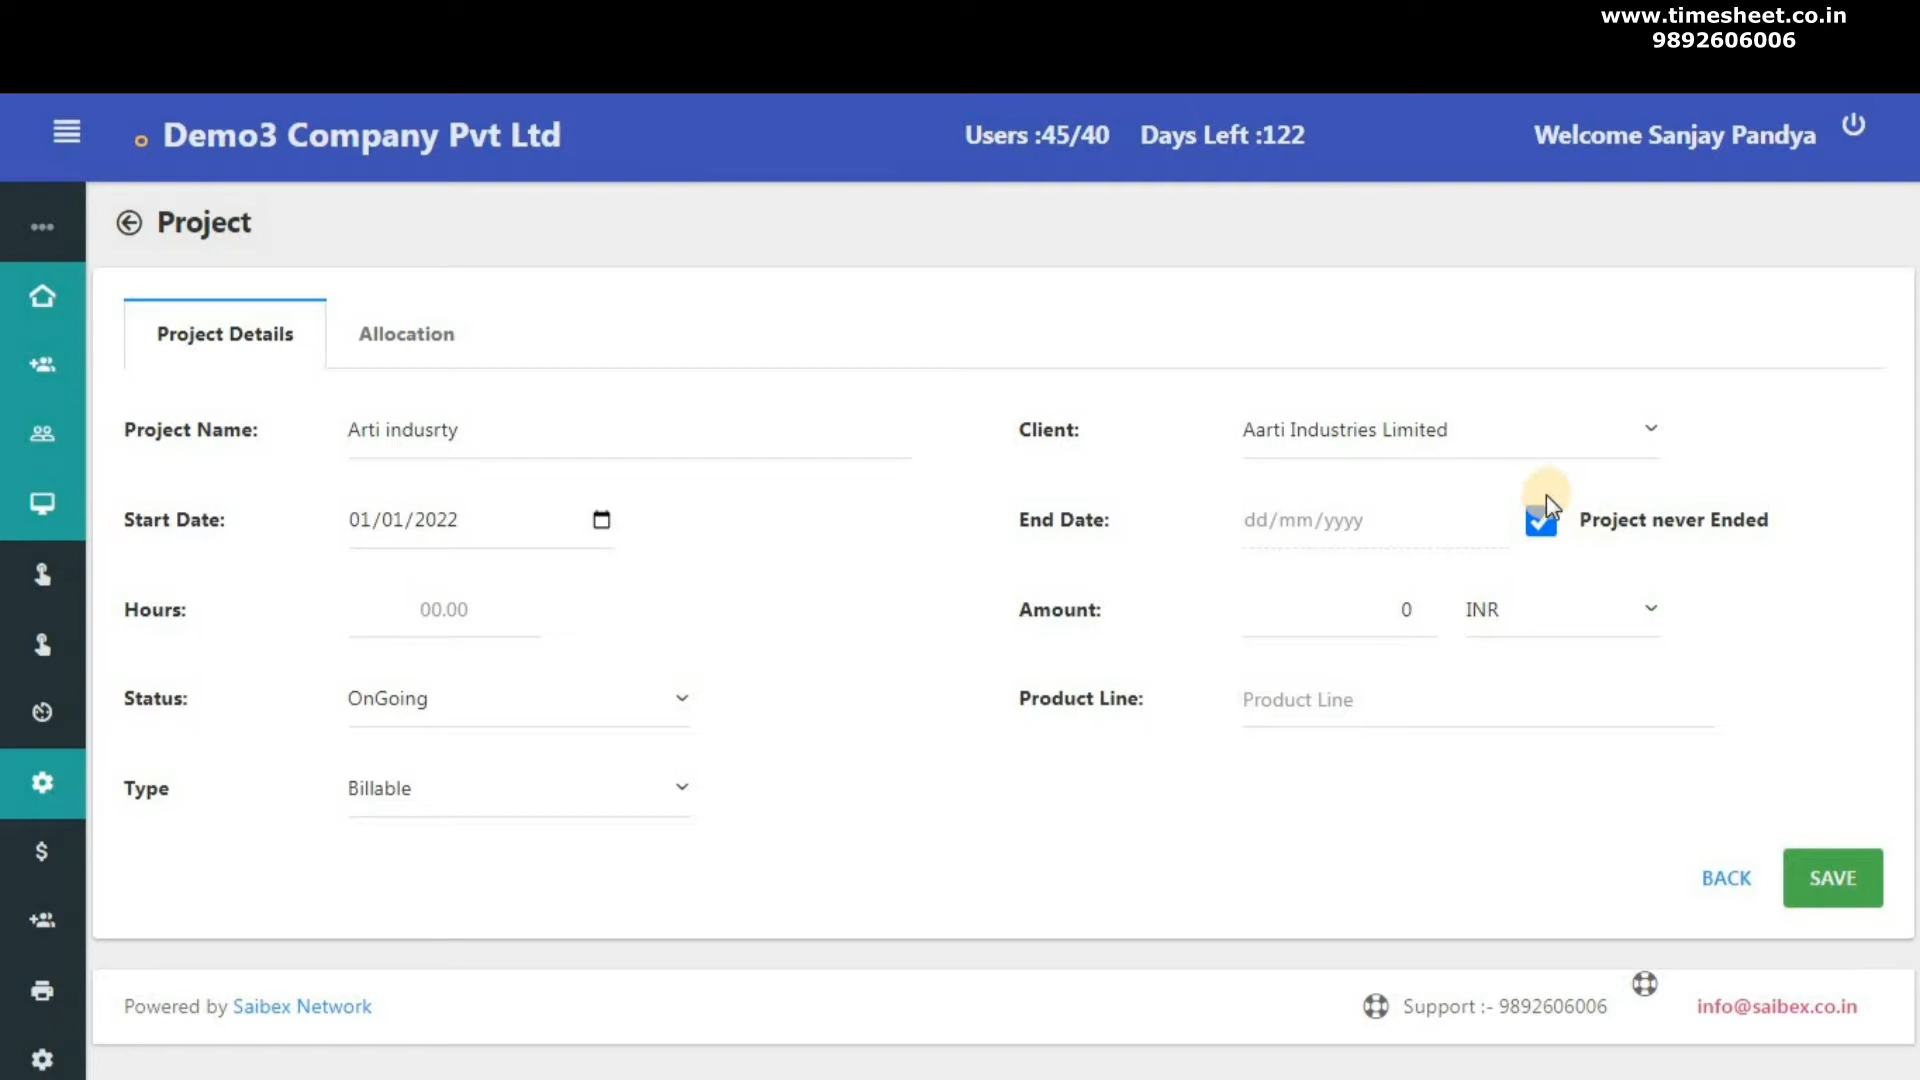 www.timesheet.co.in
9892606006
Demo3 Company Pvt Ltd
Users :45/40 Days Left :122
Welcome Sanjay Pandya
Project
Project Details
Allocation
Project Name: Arti indusrty
Client: Aarti Industries Limited
Start Date: 01/01/2022
End Date: dd/mm/yyyy
Project never Ended
Hours: 00.00
Amount: 0 INR
Status: OnGoing
Product Line: Product Line
Type Billable
BACK
SAVE
Powered by Saibex Network
Support :- 9892606006
info@saibex.co.in